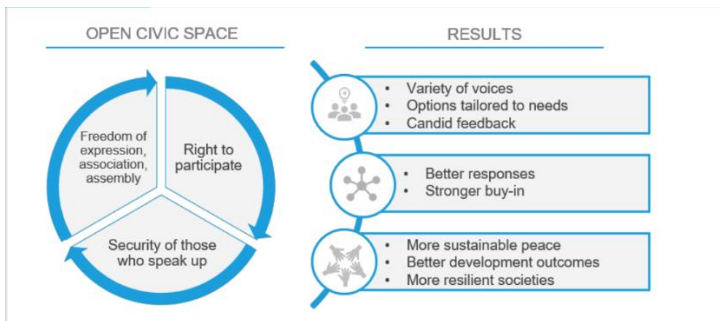 OPEN CIVIC SPACE
Freedom of
expression,
association,
assembly
Right to
participate
Security of those
who speak up
RESULTS
• Variety of voices
• Options tailored to needs
• Candid feedback
• Better responses
• Stronger buy-in
• More sustainable peace
• Better development outcomes
• More resilient societies